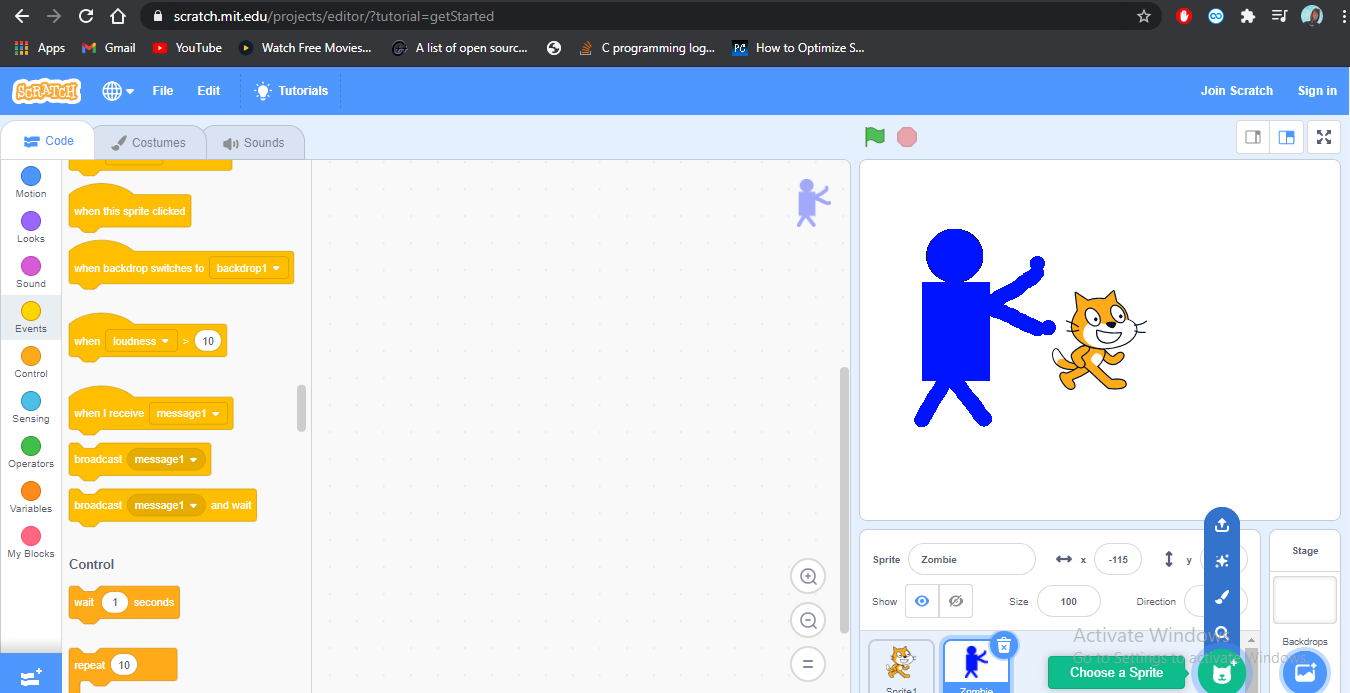 scratch.mit.edu/projects/editor/?tutorial=getStarted
Apps Gmail YouTube Watch Free Movies... A list of open sourc... C programming log... PC How to Optimize S...
SCRATCH File Edit Tutorials Join Scratch Sign in
Code Costumes Sounds
Motion
Looks
Sound
Events
Control
Sensing
Operators
Variables
My Blocks
when this sprite clicked
when backdrop switches to backdrop1
when loudness > 10
when I receive message1
broadcast message1
broadcast message1 and wait
Control
wait 1 seconds
repeat 10
Sprite Zombie x -115 y
Show Size 100 Direction
Stage
Backdrops
Sprite1
Zombie
Choose a Sprite
Activate Windows
Go to Settings to activate Windows.